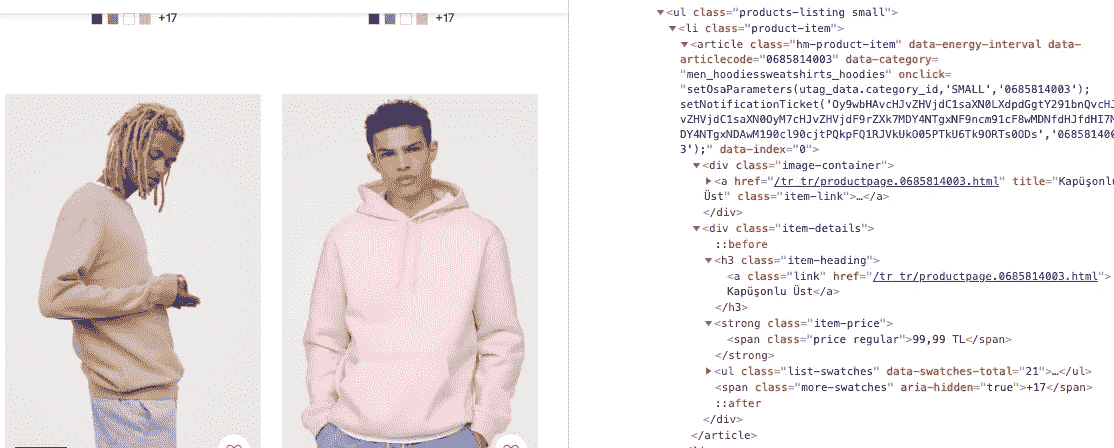 +17
+17
▼<ul class="products-listing small">
▼<li class="product-item">
▼<article class="hm-product-item" data-energy-interval data-
articlecode="0685814003" data-category=
"men_hoodiessweatshirts_hoodies" onclick=
"setOsaParameters(utag_data.category_id,'SMALL','0685814003');
3');" data-index="0">
▼<div class="image-container">
▶<a href="/tr_tr/productpage.0685814003.html" title="Kapüşonlu
Üst" class="item-link">…</a>
</div>
▼<div class="item-details">
::before
▼<h3 class="item-heading">
<a class="link" href="/tr_tr/productpage.0685814003.html">
Kapüşonlu Üst</a>
</h3>
▼<strong class="item-price">
<span class="price regular">99,99 TL</span>
</strong>
▶<ul class="list-swatches" data-swatches-total="21">…</ul>
<span class="more-swatches" aria-hidden="true">+17</span>
::after
</div>
</article>